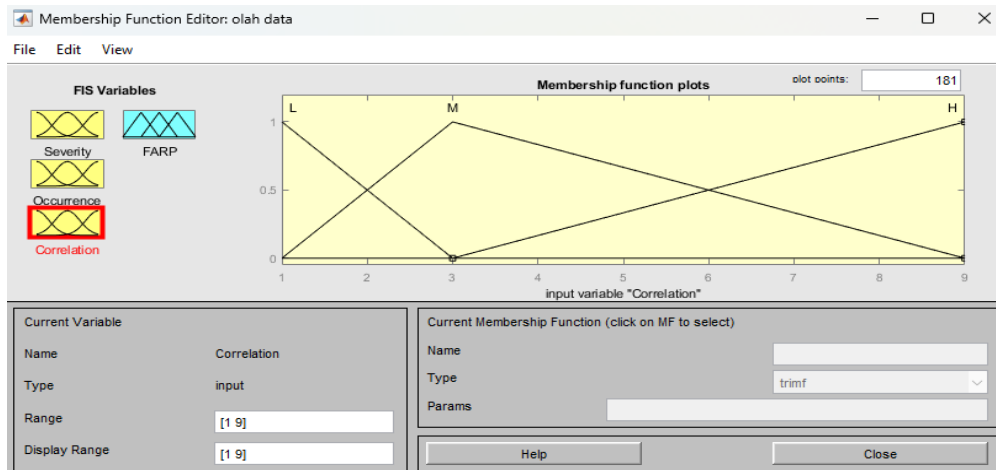 Membership Function Editor: olah data
File Edit View
FIS Variables
Severity
FARP
Occurrence
Correlation
Membership function plots
plot points:
181
L
M
H
1
0.5
0
1 2 3 4 5 6 7 8 9
input variable "Correlation"
Current Variable
Name Correlation
Type input
Range [1 9]
Display Range [1 9]
Current Membership Function (click on MF to select)
Name
Type trimf
Params
Help
Close